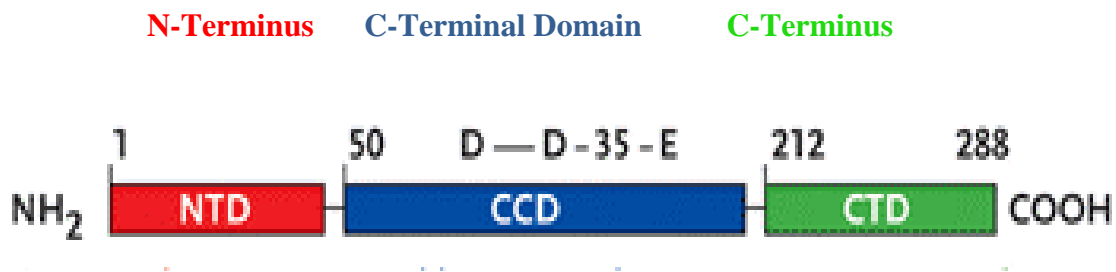 N-Terminus C-Terminal Domain C-Terminus
1 50 D — D - 35 - E 212 288
NH2 NTD CCD CTD COOH